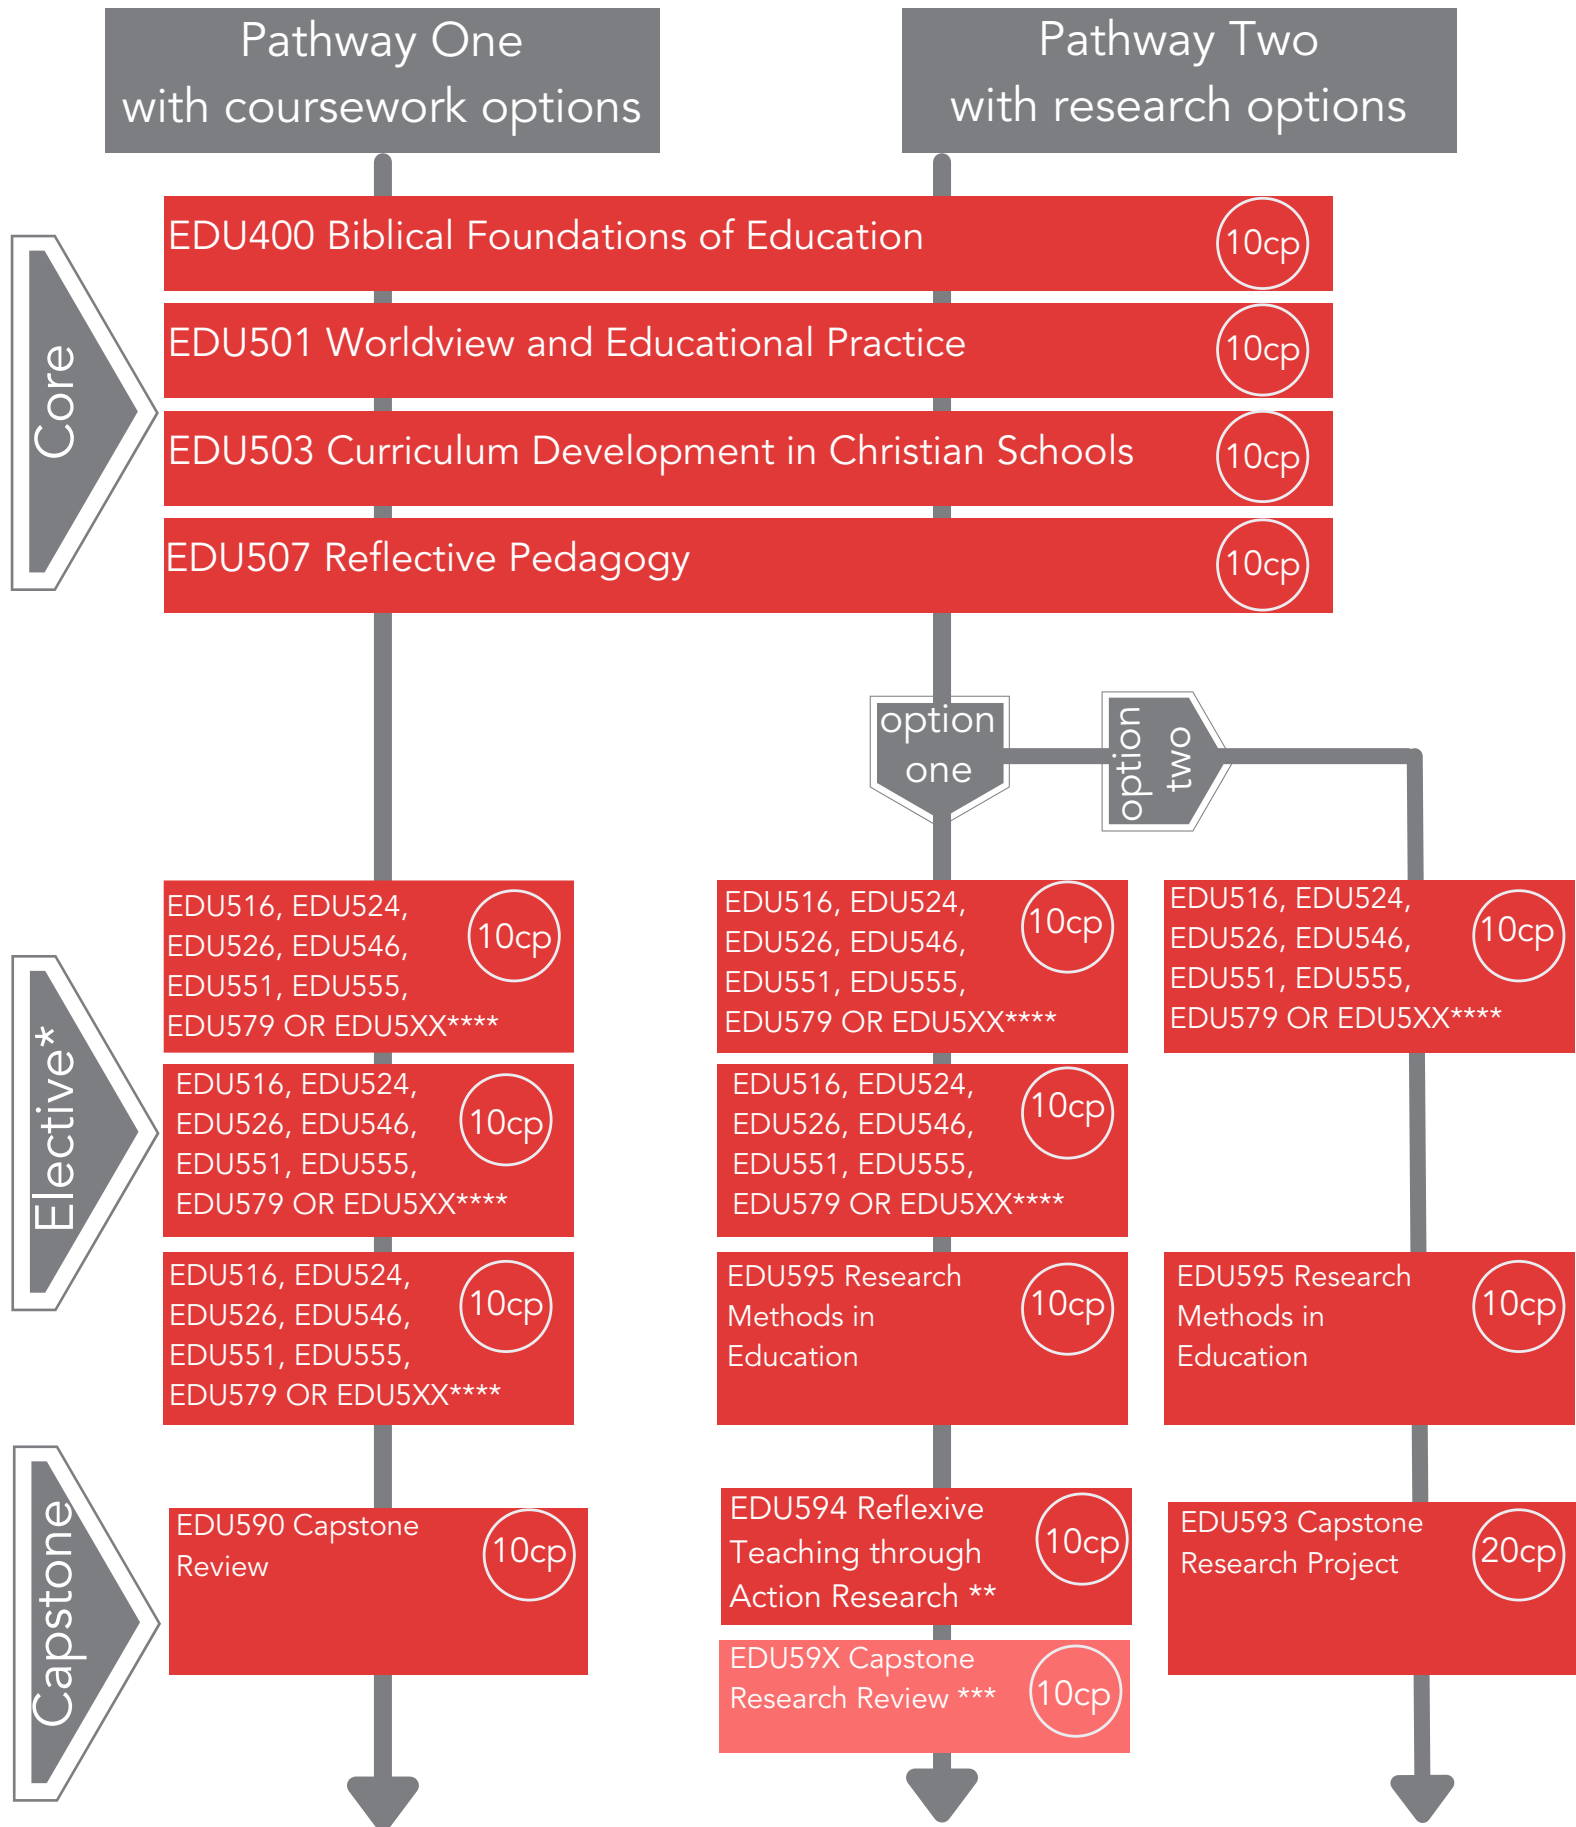 Pathway One
with coursework options
Pathway Two
with research options
Core
EDU400 Biblical Foundations of Education
10cp
EDU501 Worldview and Educational Practice
10cp
EDU503 Curriculum Development in Christian Schools
10cp
EDU507 Reflective Pedagogy
10cp
option
one
option
two
Elective*
EDU516, EDU524,
EDU526, EDU546,
EDU551, EDU555,
EDU579 OR EDU5XX****
10cp
EDU516, EDU524,
EDU526, EDU546,
EDU551, EDU555,
EDU579 OR EDU5XX****
10cp
EDU516, EDU524,
EDU526, EDU546,
EDU551, EDU555,
EDU579 OR EDU5XX****
10cp
EDU516, EDU524,
EDU526, EDU546,
EDU551, EDU555,
EDU579 OR EDU5XX****
10cp
EDU516, EDU524,
EDU526, EDU546,
EDU551, EDU555,
EDU579 OR EDU5XX****
10cp
EDU595 Research
Methods in
Education
10cp
EDU516, EDU524,
EDU526, EDU546,
EDU551, EDU555,
EDU579 OR EDU5XX****
10cp
EDU595 Research
Methods in
Education
10cp
Capstone
EDU590 Capstone
Review
10cp
EDU594 Reflexive
Teaching through
Action Research **
10cp
EDU59X Capstone
Research Review ***
10cp
EDU593 Capstone
Research Project
20cp